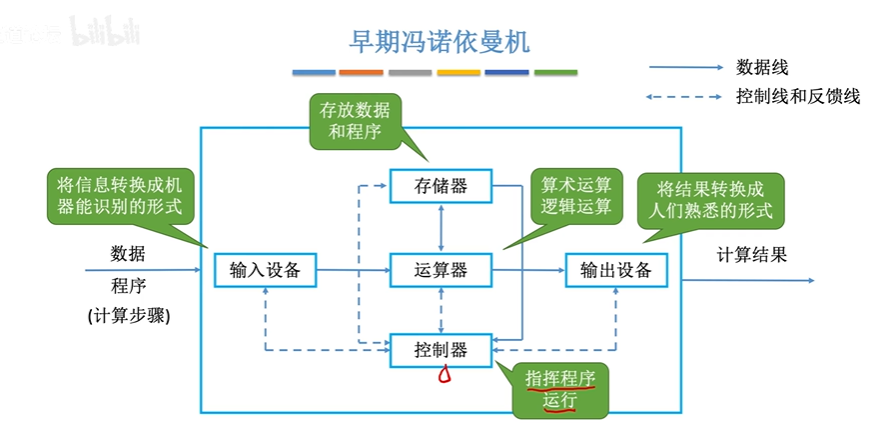 bilibili
早期冯诺依曼机
数据线
控制线和反馈线
存放数据
和程序
将信息转换成机
器能识别的形式
存储器
算术运算
逻辑运算
将结果转换成
人们熟悉的形式
数据
程序
(计算步骤)
输入设备
运算器
输出设备
计算结果
控制器
指挥程序
运行